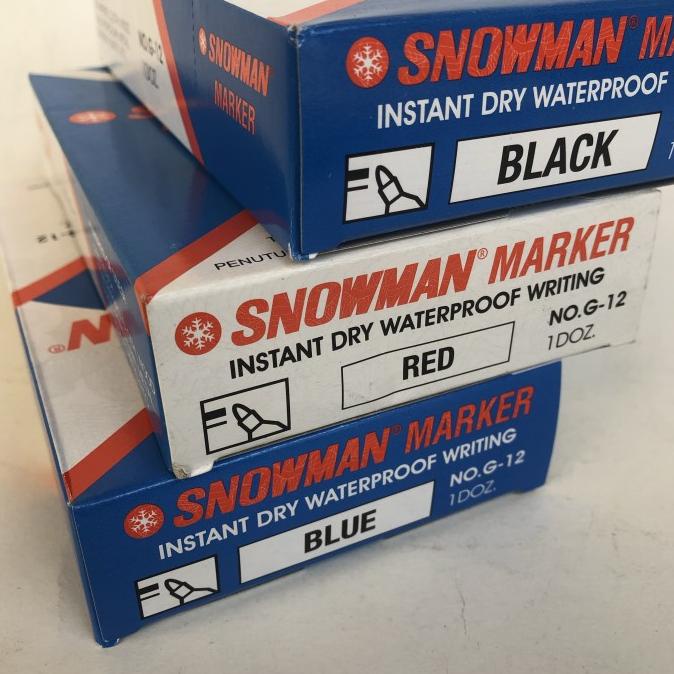 NO.G-12
1DOZ.
SNOWMAN
MARKER
SNOWMAN®
INSTANT DRY WATERPROOF
BLACK
PENUTU
SNOWMAN® MARKER
INSTANT DRY WATERPROOF WRITING
NO.G-12
RED
1DOZ.
SNOWMAN® MARKER
INSTANT DRY WATERPROOF WRITING
NO.G-12
BLUE
1DOZ.